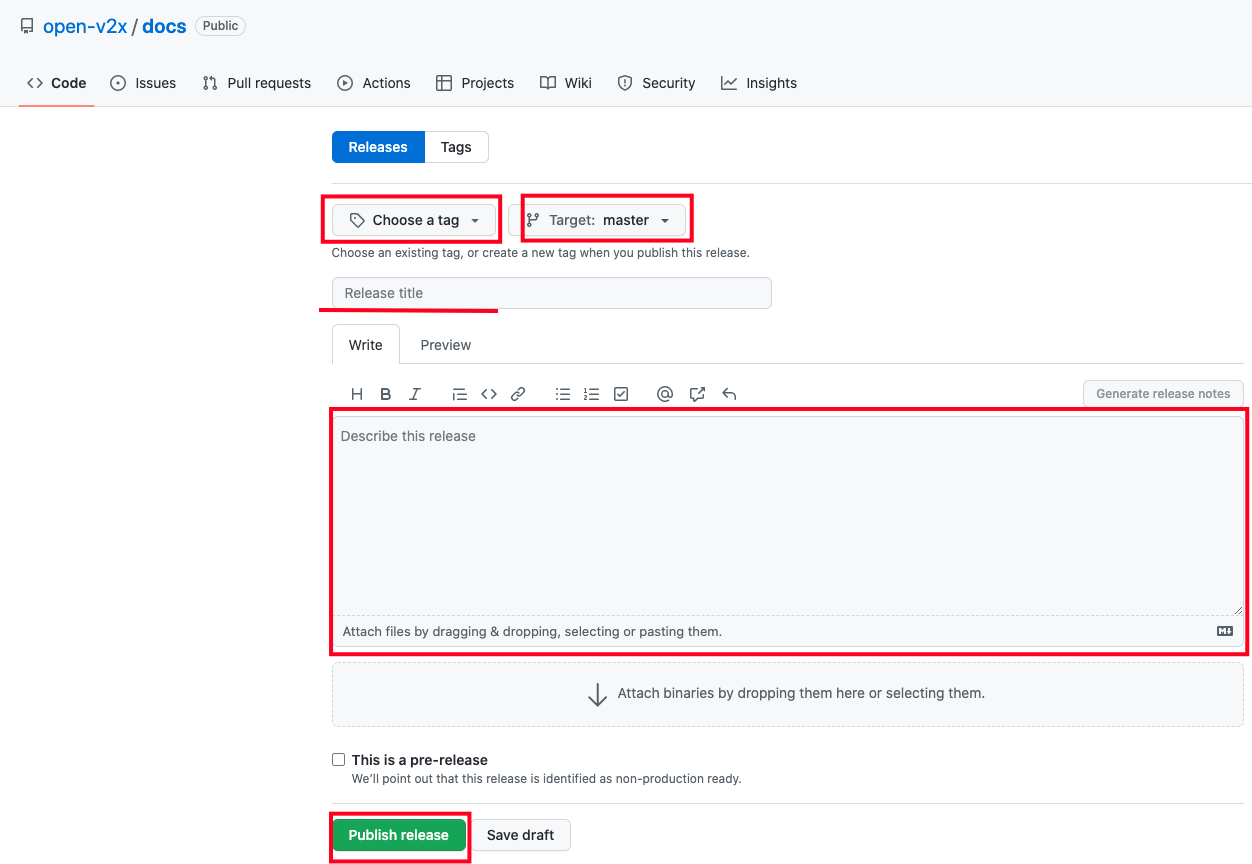 open-v2x / docs Public
Code Issues Pull requests Actions Projects Wiki Security Insights
Releases Tags
Choose a tag Target: master
Choose an existing tag, or create a new tag when you publish this release.
Release title
Write Preview
H B I Generate release notes
Describe this release
Attach files by dragging & dropping, selecting or pasting them.
Attach binaries by dropping them here or selecting them.
This is a pre-release
We'll point out that this release is identified as non-production ready.
Publish release Save draft